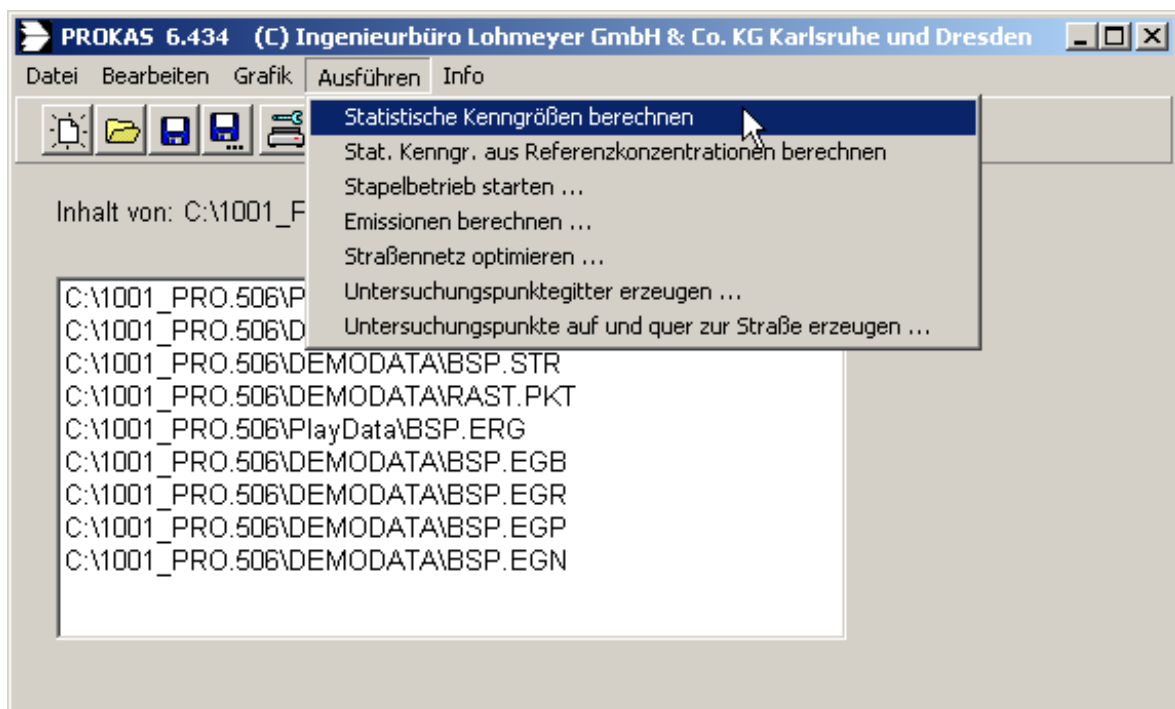 PROKAS 6.434 (C) Ingenieurbüro Lohmeyer GmbH & Co. KG Karlsruhe und Dresden
Datei Bearbeiten Grafik Ausführen Info
Statistische Kenngrößen berechnen
Stat. Kenngr. aus Referenzkonzentrationen berechnen
Stapelbetrieb starten ...
Emissionen berechnen ...
Straßennetz optimieren ...
Untersuchungspunktegitter erzeugen ...
Untersuchungspunkte auf und quer zur Straße erzeugen ...
Inhalt von: C:\1001_F
C:\1001_PRO.506\P
C:\1001_PRO.506\D
C:\1001_PRO.506\DEMODATA\BSP.STR
C:\1001_PRO.506\DEMODATA\RAST.PKT
C:\1001_PRO.506\PlayData\BSP.ERG
C:\1001_PRO.506\DEMODATA\BSP.EGB
C:\1001_PRO.506\DEMODATA\BSP.EGR
C:\1001_PRO.506\DEMODATA\BSP.EGP
C:\1001_PRO.506\DEMODATA\BSP.EGN